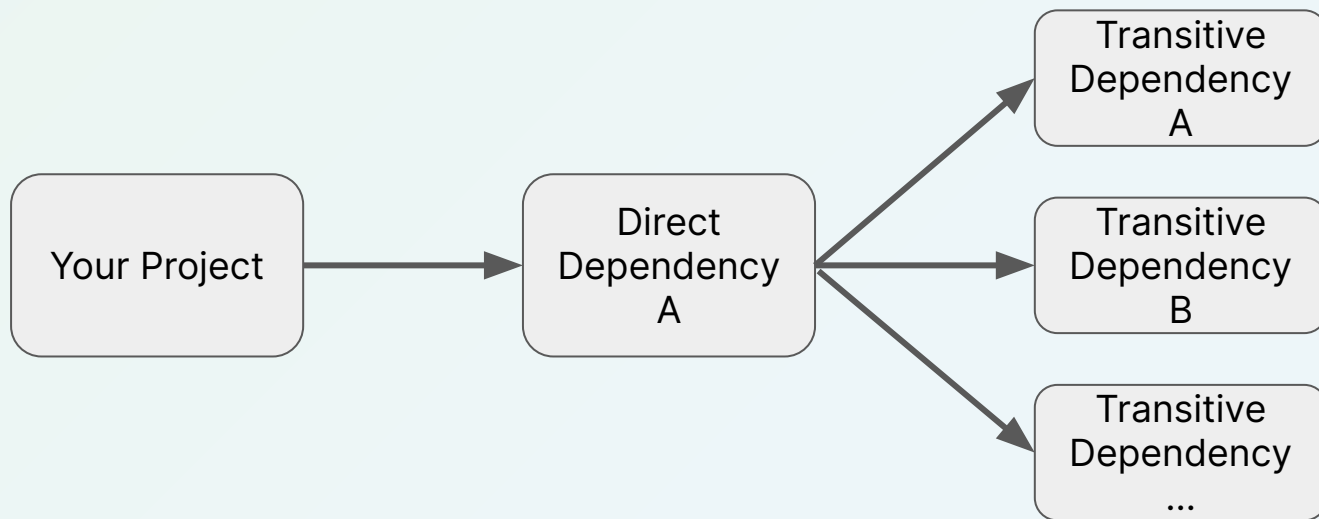 Your Project
Direct
Dependency
A
Transitive
Dependency
A
Transitive
Dependency
B
Transitive
Dependency
...